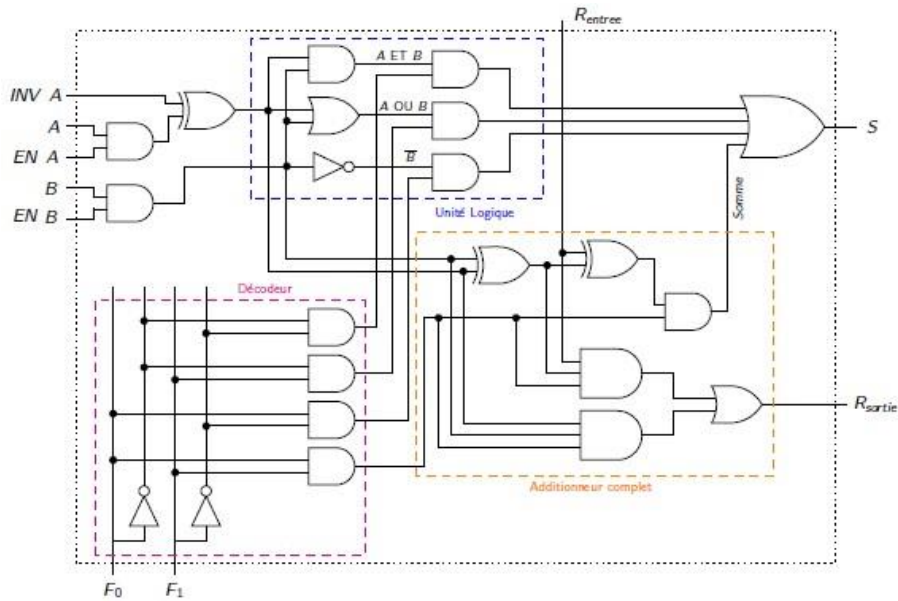 R_entree
INV A
A
EN A
B
EN B
A ET B
A OU B
B̅
Unité Logique
S
Somme
Décodeur
R_sortie
Additionneur complet
F₀
F₁